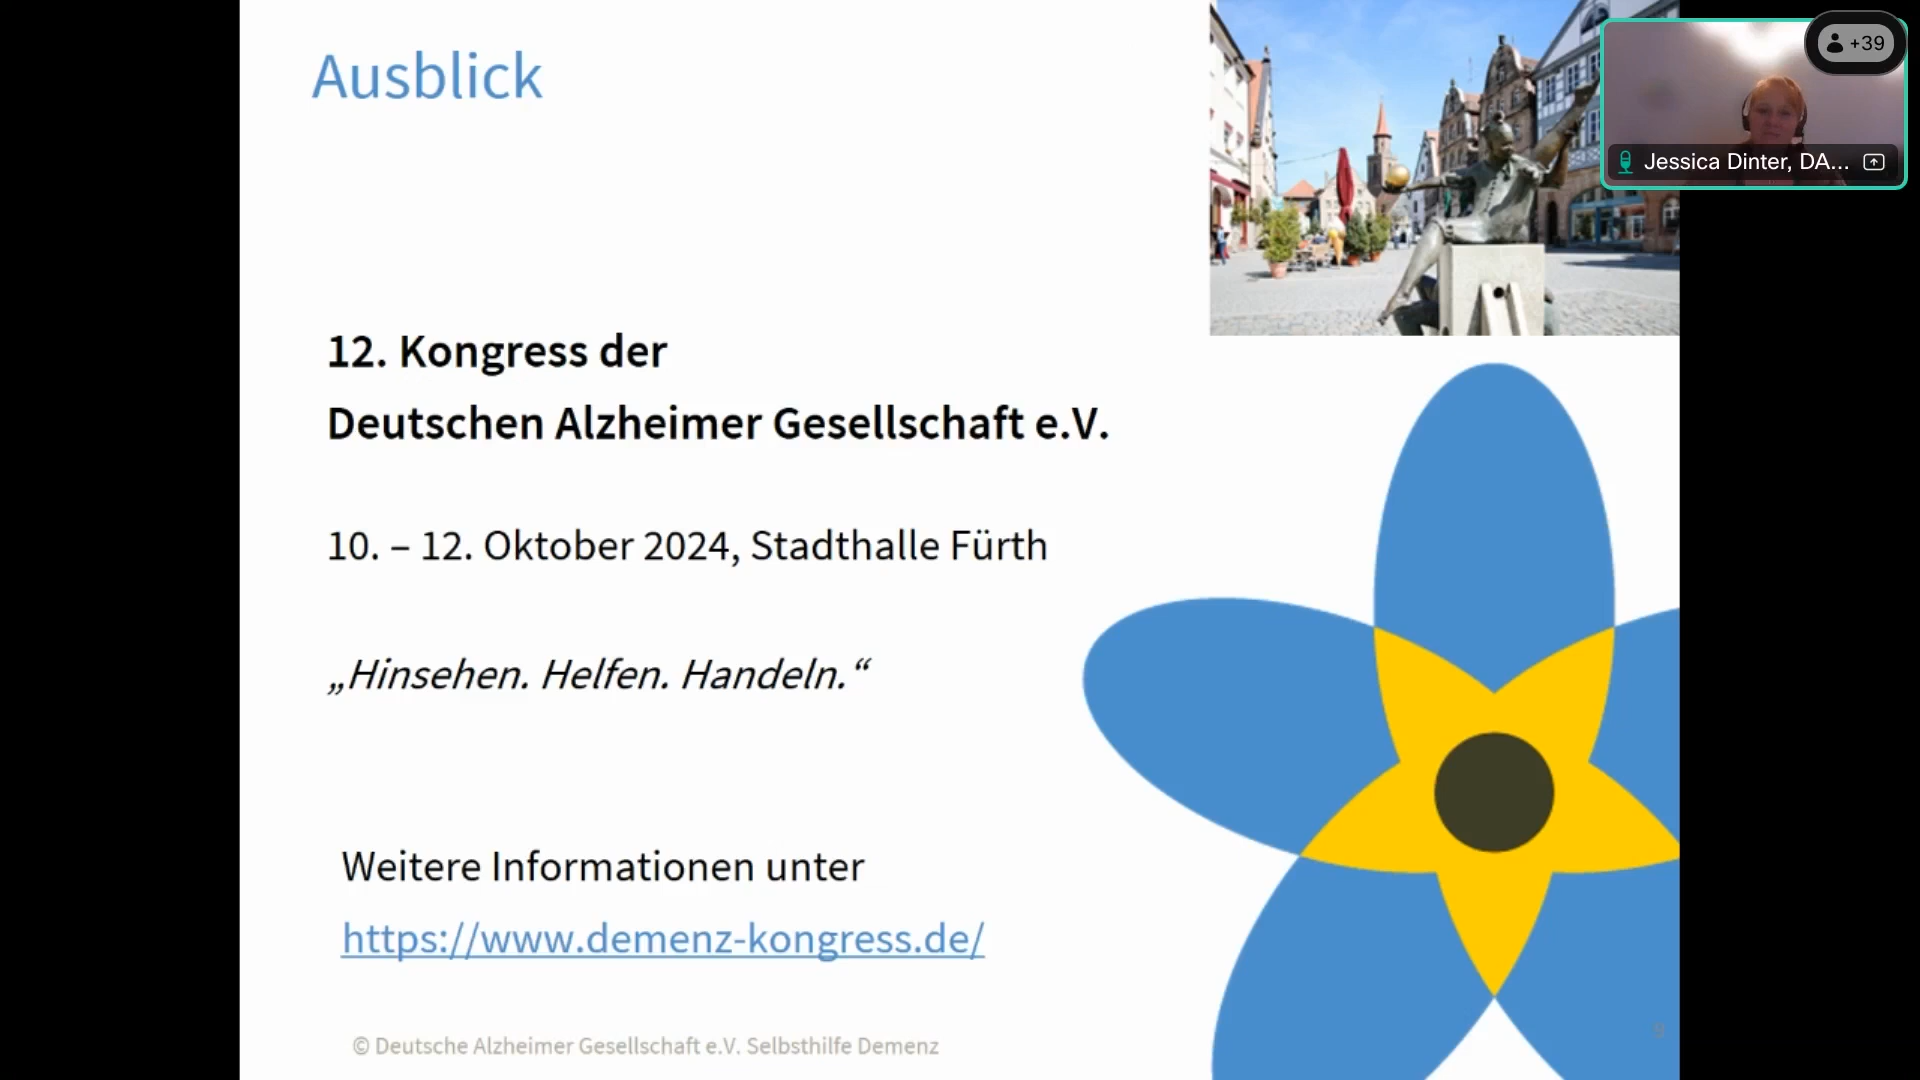 Ausblick
+39
Jessica Dinter, DA...
12. Kongress der
Deutschen Alzheimer Gesellschaft e.V.
10. – 12. Oktober 2024, Stadthalle Fürth
„Hinsehen. Helfen. Handeln.“
Weitere Informationen unter
https://www.demenz-kongress.de/
© Deutsche Alzheimer Gesellschaft e.V. Selbsthilfe Demenz